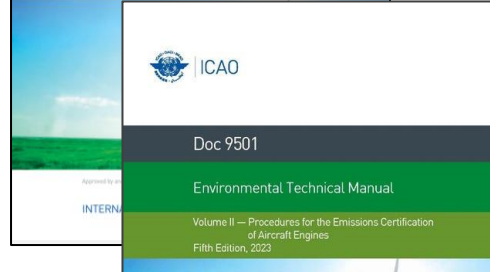 ICAO
Doc 9501
Environmental Technical Manual
Volume II — Procedures for the Emissions Certification
of Aircraft Engines
Fifth Edition, 2023
Approved by
INTERN